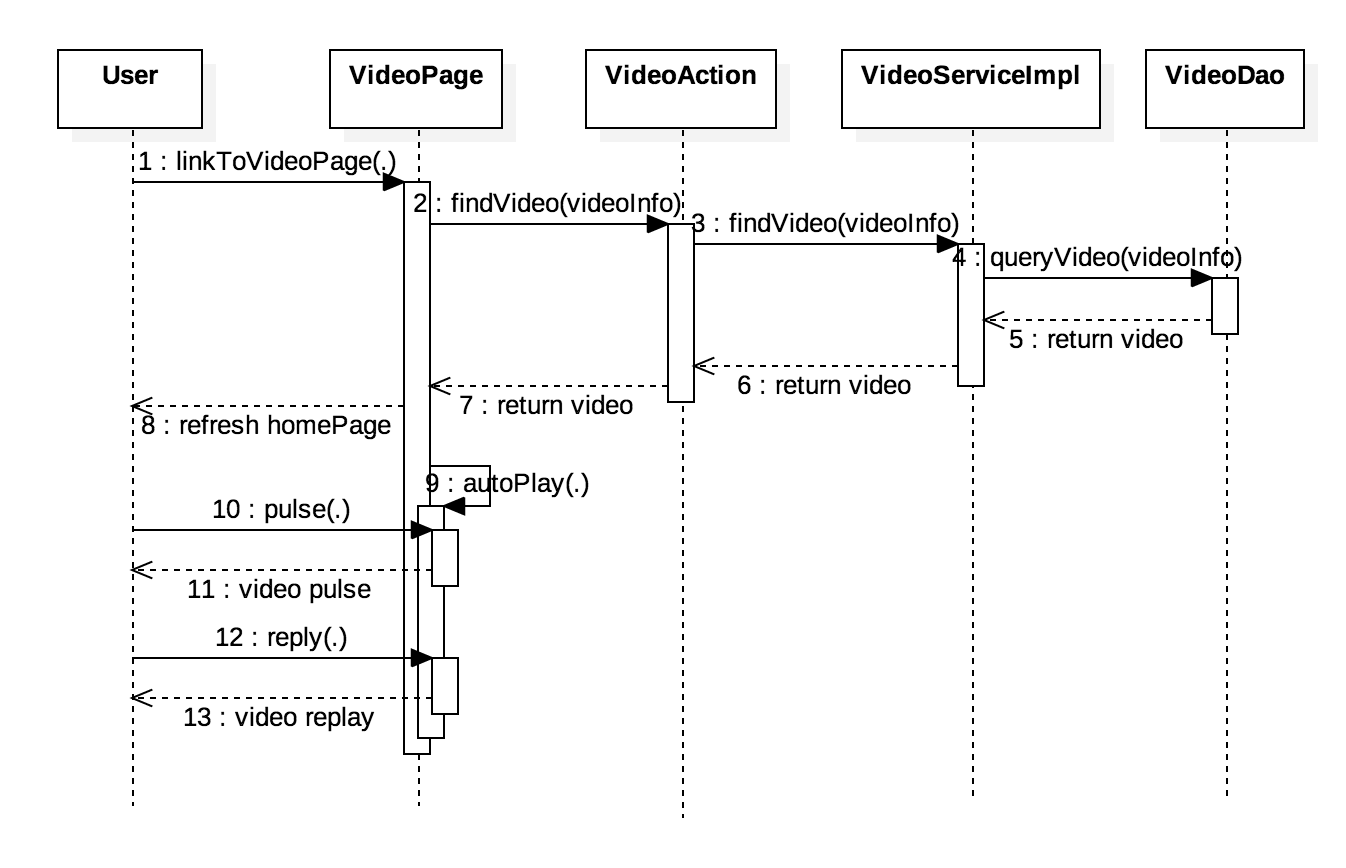 User
VideoPage
VideoAction
VideoServiceImpl
VideoDao
1 : linkToVideoPage(.)
2 : findVideo(videoInfo)
3 : findVideo(videoInfo)
4 : queryVideo(videoInfo)
5 : return video
6 : return video
7 : return video
8 : refresh homePage
9 : autoPlay(.)
10 : pulse(.)
11 : video pulse
12 : reply(.)
13 : video replay